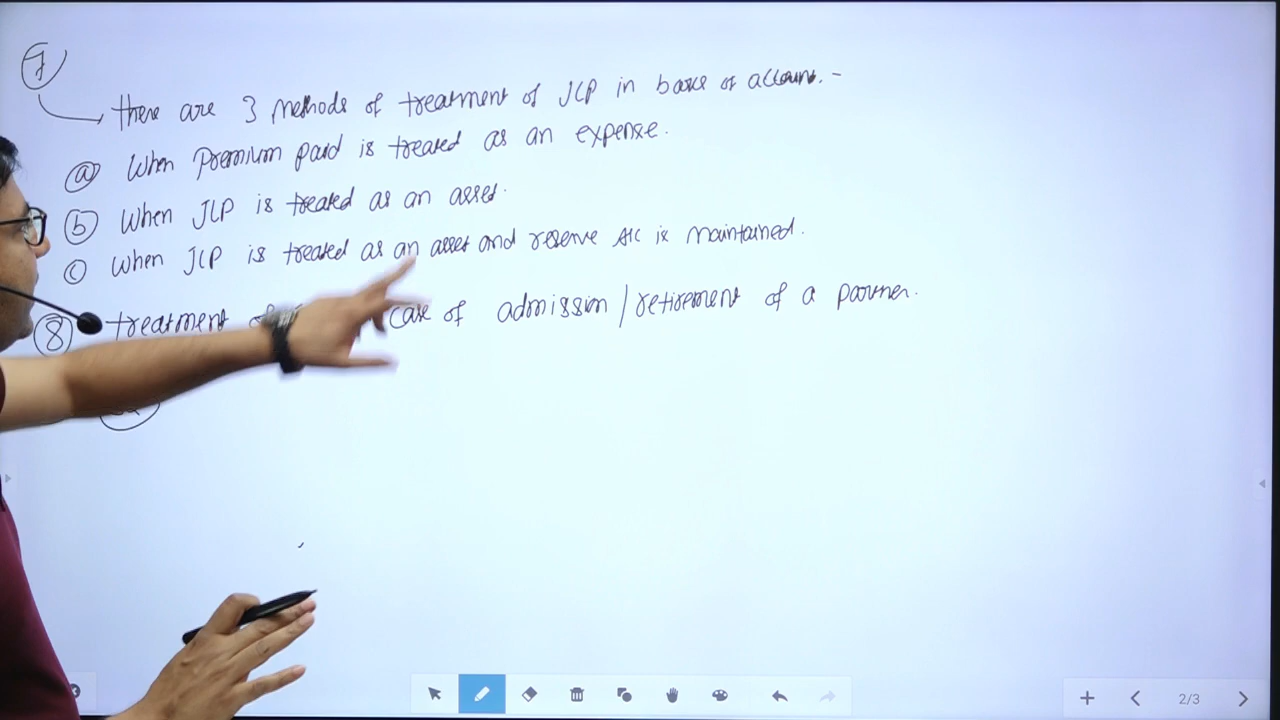 7
there are 3 methods of treatment of JLP in books of account. -
(a) When Premium paid is treated as an expense.
(b) When JLP is treated as an asset.
(c) When JLP is treated as an asset and reserve A/C is maintained.
(8) treatment of case of admission / retirement of a partner.
2/3